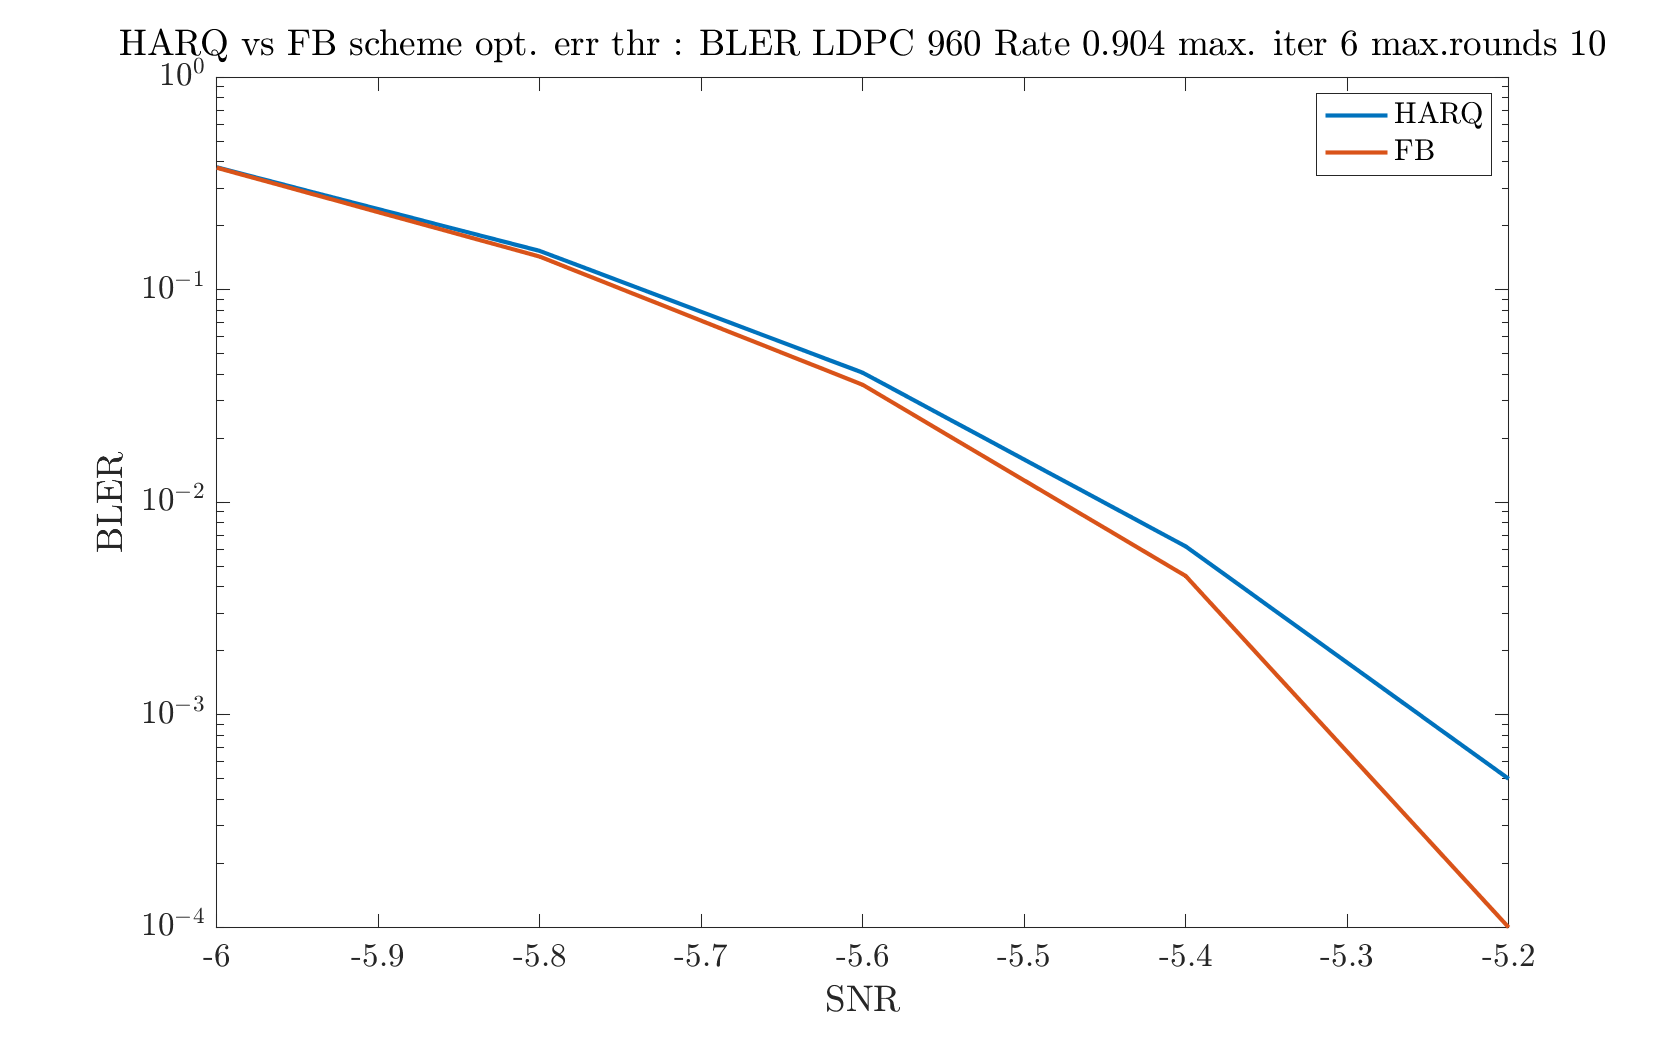 HARQ vs FB scheme opt. err thr : BLER LDPC 960 Rate 0.904 max. iter 6 max.rounds 10
10^0
HARQ
FB
10^-1
10^-2
BLER
10^-3
10^-4
-6 -5.9 -5.8 -5.7 -5.6 -5.5 -5.4 -5.3 -5.2
SNR